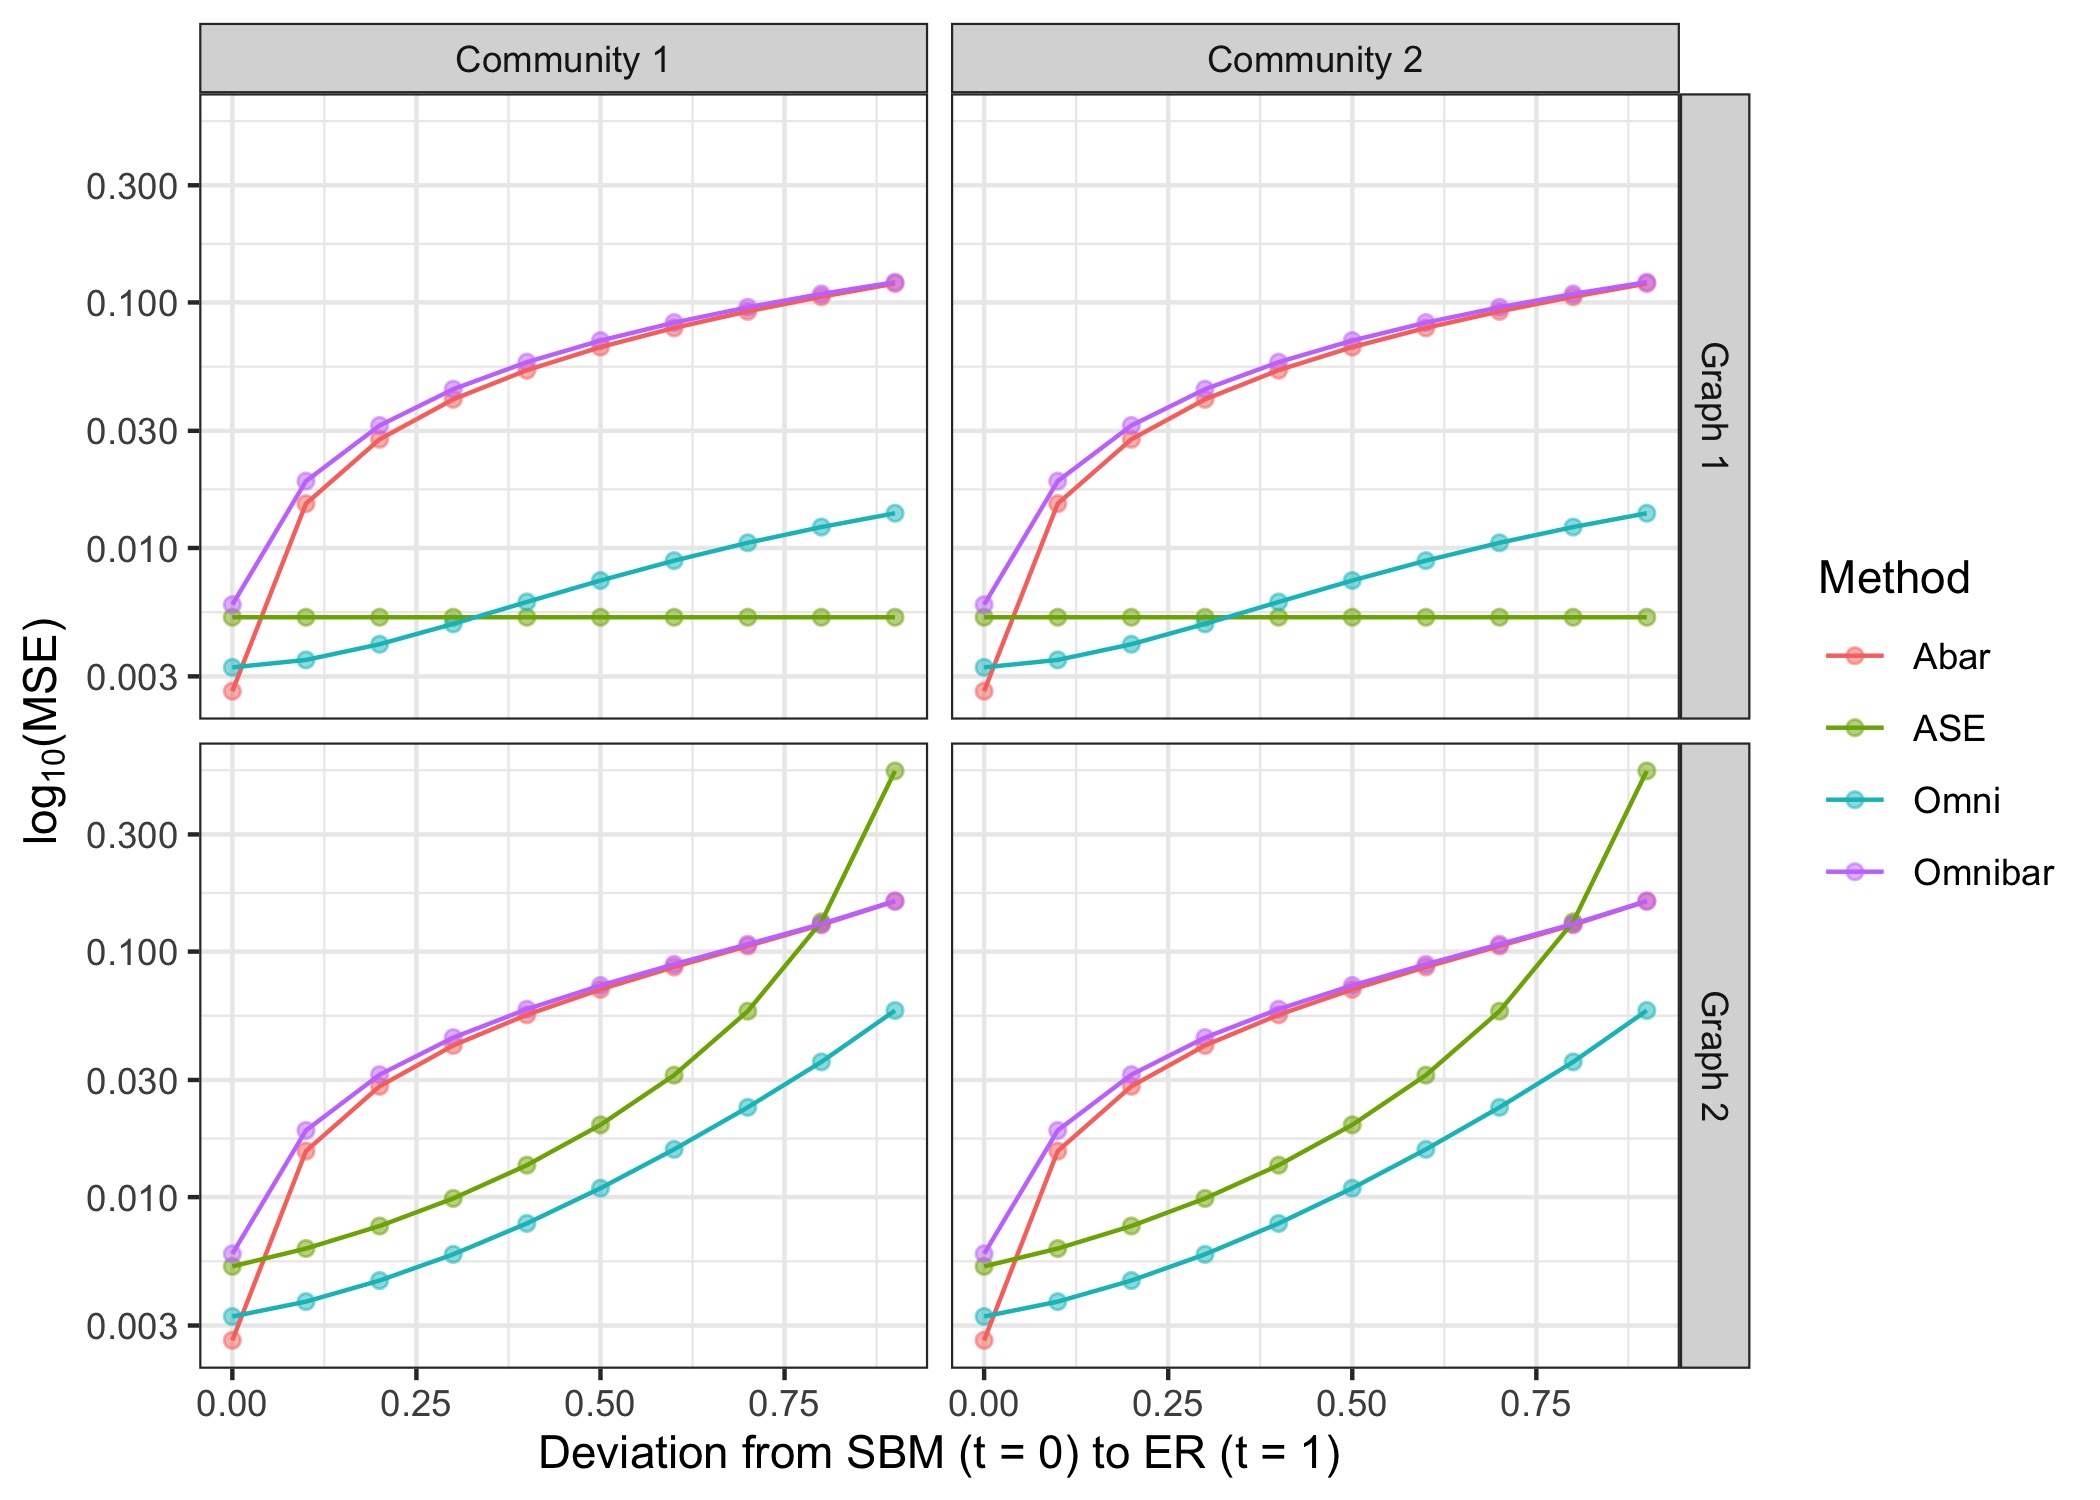 Community 1
Community 2
0.300
0.100
0.030
0.010
0.003
Graph 1
0.300
0.100
0.030
0.010
0.003
Graph 2
log10(MSE)
0.00 0.25 0.50 0.75
0.00 0.25 0.50 0.75
Deviation from SBM (t = 0) to ER (t = 1)
Method
Abar
ASE
Omni
Omnibar